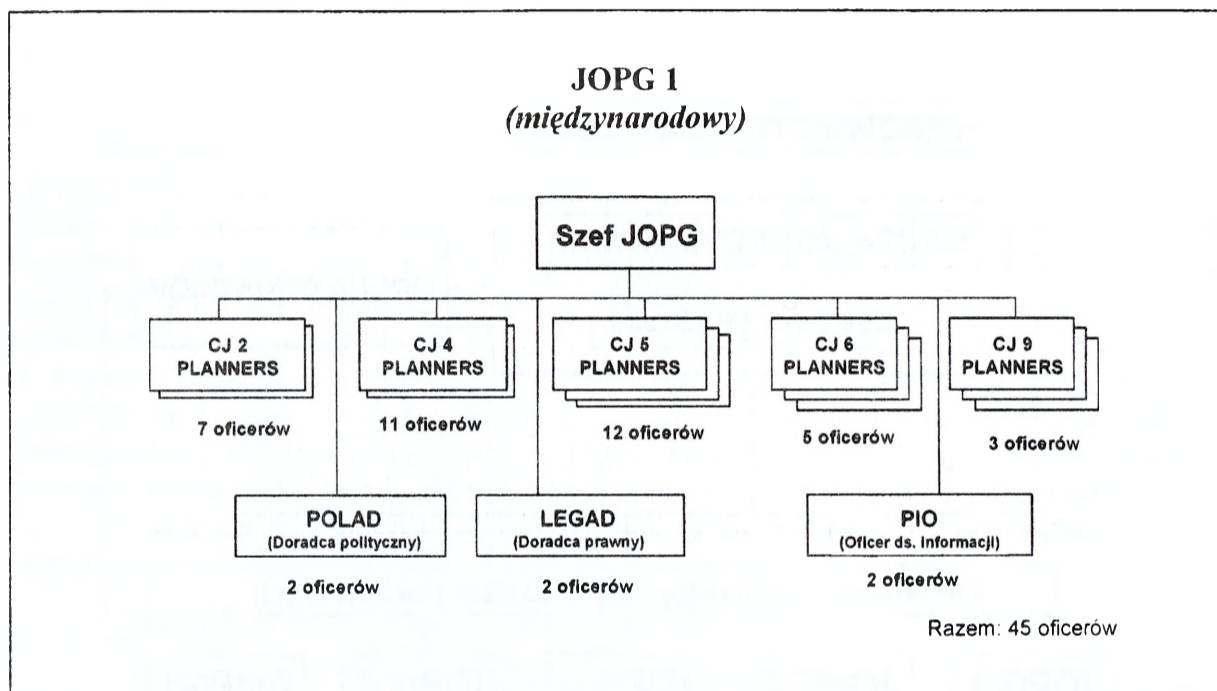 JOPG 1
(międzynarodowy)
Szef JOPG
CJ 2
PLANNERS
CJ 4
PLANNERS
CJ 5
PLANNERS
CJ 6
PLANNERS
CJ 9
PLANNERS
7 oficerów
11 oficerów
12 oficerów
5 oficerów
3 oficerów
POLAD
(Doradca polityczny)
LEGAD
(Doradca prawny)
PIO
(Oficer ds. Informacji)
2 oficerów
2 oficerów
2 oficerów
Razem: 45 oficerów